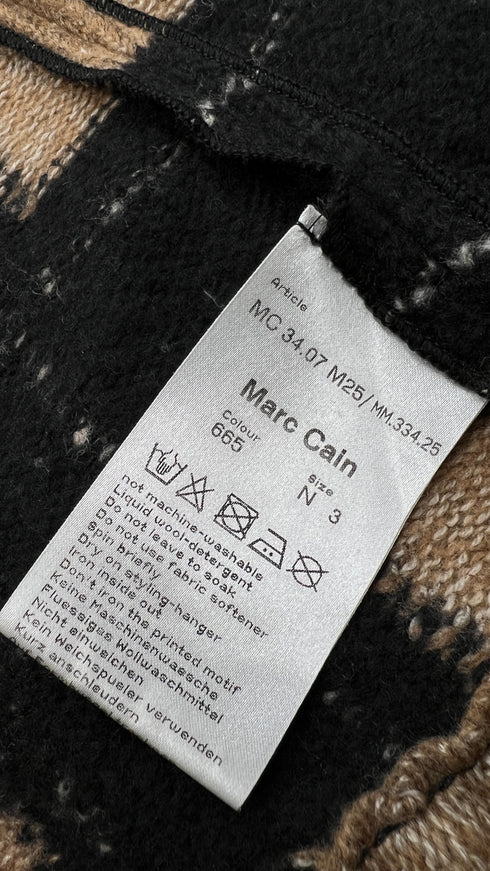 Article
MC 34.07 M25/MM.334.25
Marc Cain
Colour
665
Size
N 3
not machine-washable
Liquid wool-detergent
Do not leave to soak
Do not use fabric softener
Spin briefly
Dry on styling-hanger
Iron inside out
Don't iron the printed motif
Keine Maschinenwaesche
Fluessiges Wollwaschmittel
Nicht einweichen
Kein Weichspueler verwenden
Kurz anschleudern